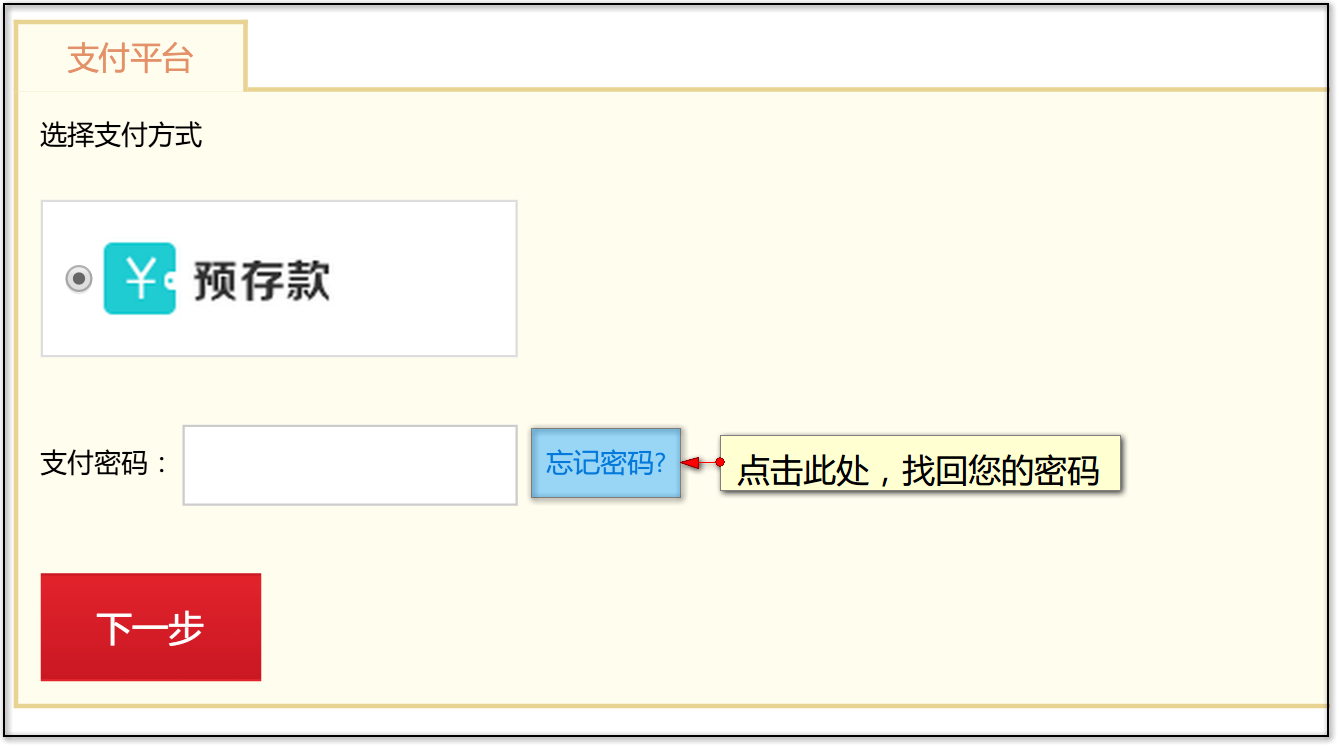 支付平台
选择支付方式
¥ 预存款
支付密码： 忘记密码? 点击此处，找回您的密码
下一步